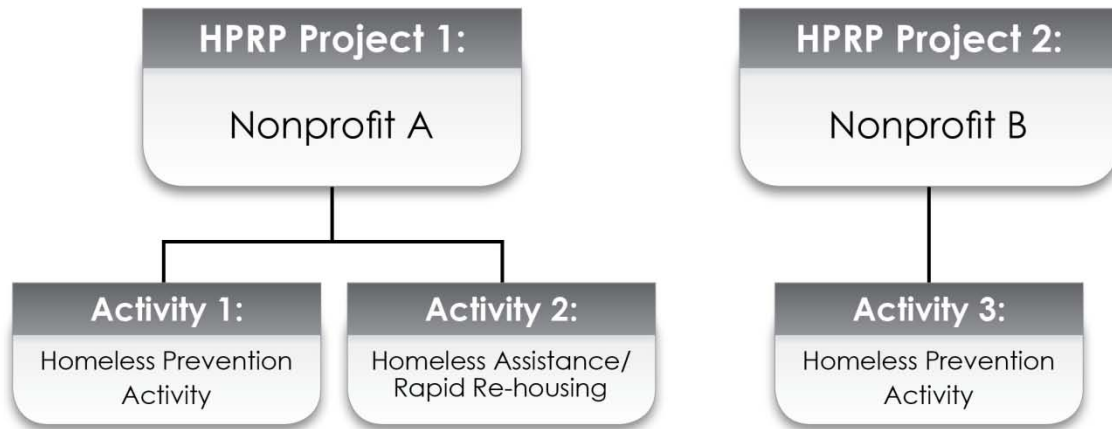 HPRP Project 1:
Nonprofit A
HPRP Project 2:
Nonprofit B
Activity 1:
Homeless Prevention
Activity
Activity 2:
Homeless Assistance/
Rapid Re-housing
Activity 3:
Homeless Prevention
Activity